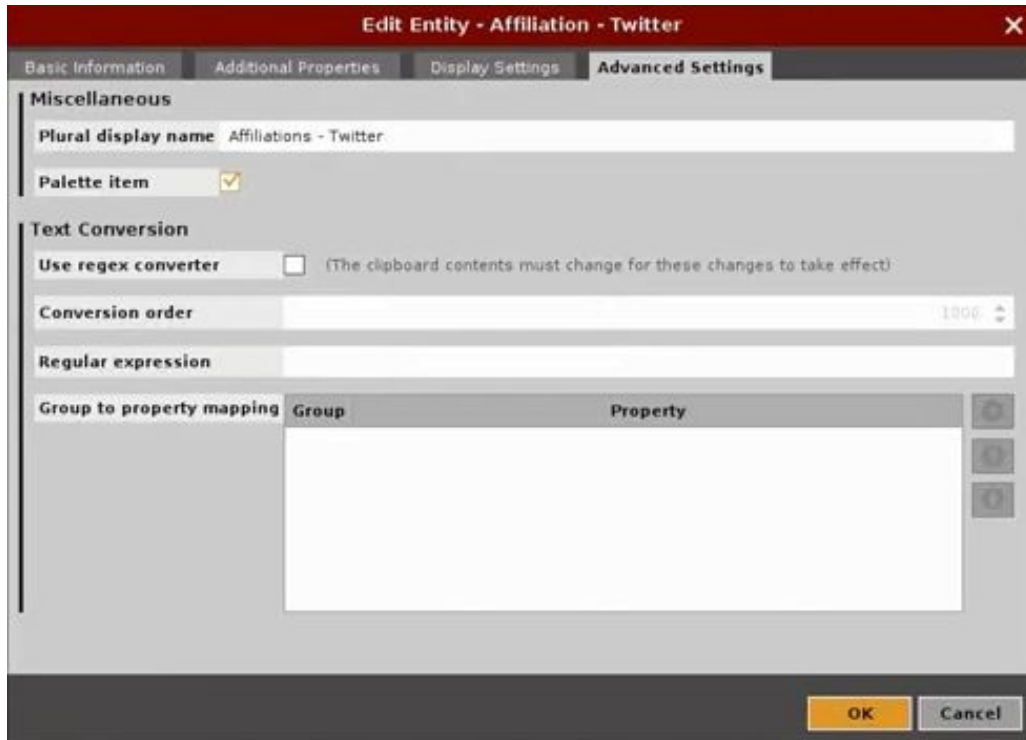 Edit Entity - Affiliation - Twitter
Basic Information Additional Properties Display Settings Advanced Settings
Miscellaneous
Plural display name Affiliations - Twitter
Palette item
Text Conversion
Use regex converter (The clipboard contents must change for these changes to take effect)
Conversion order
Regular expression
Group to property mapping Group Property
OK Cancel